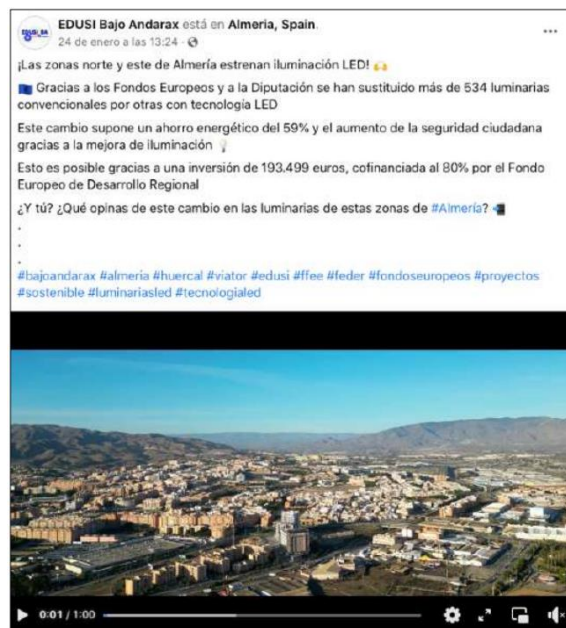 EDUSI Bajo Andarax está en Almería, Spain.
24 de enero a las 13:24 ·
¡Las zonas norte y este de Almería estrenan iluminación LED! 🙌
🇪🇺 Gracias a los Fondos Europeos y a la Diputación se han sustituido más de 534 luminarias
convencionales por otras con tecnología LED
Este cambio supone un ahorro energético del 59% y el aumento de la seguridad ciudadana
gracias a la mejora de iluminación 💡
Esto es posible gracias a una inversión de 193.499 euros, cofinanciada al 80% por el Fondo
Europeo de Desarrollo Regional
¿Y tú? ¿Qué opinas de este cambio en las luminarias de estas zonas de #Almería? 📲
.
.
.
#bajoandarax #almeria #huercal #viator #edusi #ffee #feder #fondoseuropeos #proyectos
#sostenible #luminariasled #tecnologialed
0:01 / 1:00